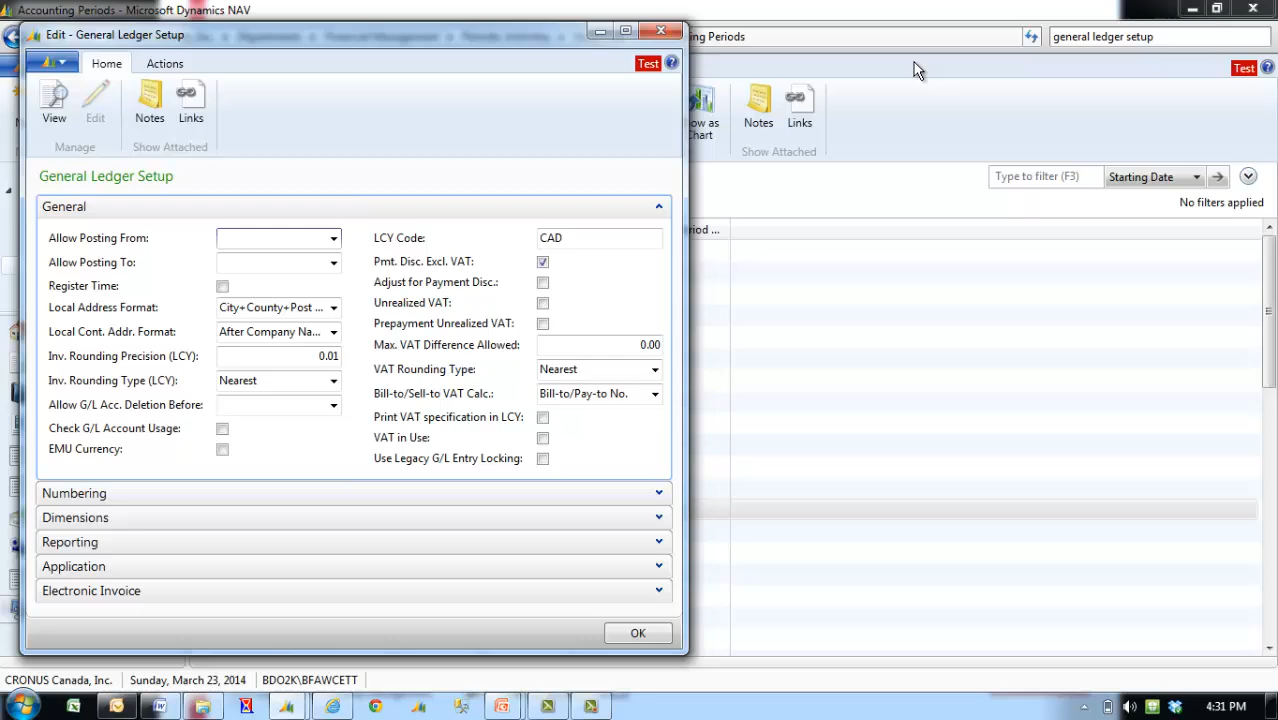 Accounting Periods - Microsoft Dynamics NAV
Edit - General Ledger Setup
ng Periods
general ledger setup
Home
Actions
Test
Test
View
Edit
Notes
Links
ow as Chart
Notes
Links
Manage
Show Attached
Show Attached
General Ledger Setup
Type to filter (F3)
Starting Date
No filters applied
General
riod ...
Allow Posting From:
LCY Code:
CAD
Allow Posting To:
Pmt. Disc. Excl. VAT:
Register Time:
Adjust for Payment Disc.:
Local Address Format:
City+County+Post ...
Unrealized VAT:
Local Cont. Addr. Format:
After Company Na...
Prepayment Unrealized VAT:
Inv. Rounding Precision (LCY):
0.01
Max. VAT Difference Allowed:
0.00
Inv. Rounding Type (LCY):
Nearest
VAT Rounding Type:
Nearest
Allow G/L Acc. Deletion Before:
Bill-to/Sell-to VAT Calc.:
Bill-to/Pay-to No.
Check G/L Account Usage:
Print VAT specification in LCY:
EMU Currency:
VAT in Use:
Use Legacy G/L Entry Locking:
Numbering
Dimensions
Reporting
Application
Electronic Invoice
OK
CRONUS Canada, Inc.
Sunday, March 23, 2014
BDO2K\BFAWCETT
4:31 PM